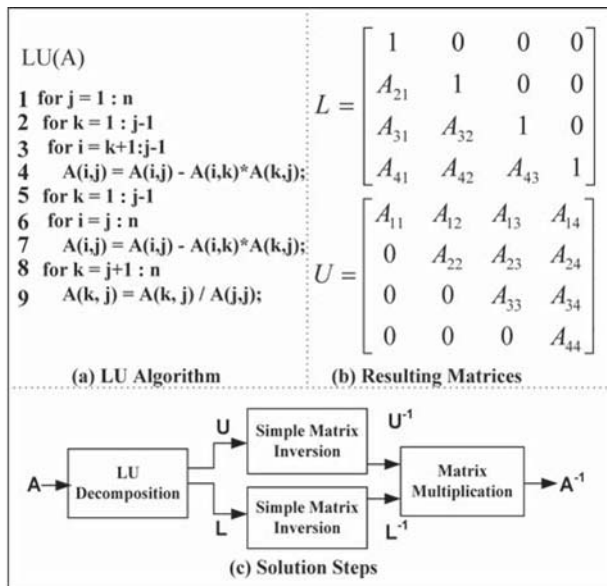 LU(A)
1 for j = 1 : n
2 for k = 1 : j-1
3 for i = k+1:j-1
4 A(i,j) = A(i,j) - A(i,k)*A(k,j);
5 for k = 1 : j-1
6 for i = j : n
7 A(i,j) = A(i,j) - A(i,k)*A(k,j);
8 for k = j+1 : n
9 A(k, j) = A(k, j) / A(j,j);
(a) LU Algorithm
L =
1 0 0 0
A21 1 0 0
A31 A32 1 0
A41 A42 A43 1
U =
A11 A12 A13 A14
0 A22 A23 A24
0 0 A33 A34
0 0 0 A44
(b) Resulting Matrices
A
LU
Decomposition
U
L
Simple Matrix
Inversion
Simple Matrix
Inversion
U-1
L-1
Matrix
Multiplication
A-1
(c) Solution Steps